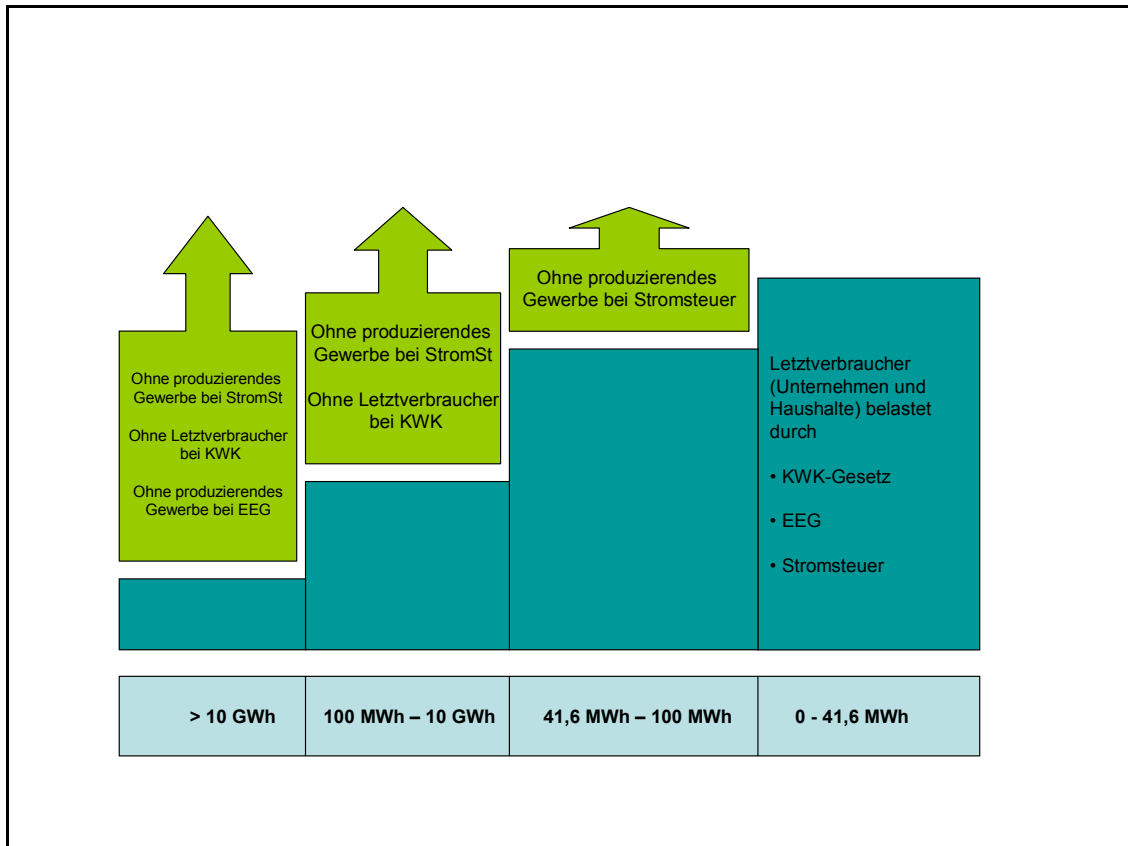 Ohne produzierendes
Gewerbe bei StromSt
Ohne Letztverbraucher
bei KWK
Ohne produzierendes
Gewerbe bei EEG
Ohne produzierendes
Gewerbe bei StromSt
Ohne Letztverbraucher
bei KWK
Ohne produzierendes
Gewerbe bei Stromsteuer
Letztverbraucher
(Unternehmen und
Haushalte) belastet
durch
• KWK-Gesetz
• EEG
• Stromsteuer
> 10 GWh
100 MWh – 10 GWh
41,6 MWh – 100 MWh
0 - 41,6 MWh